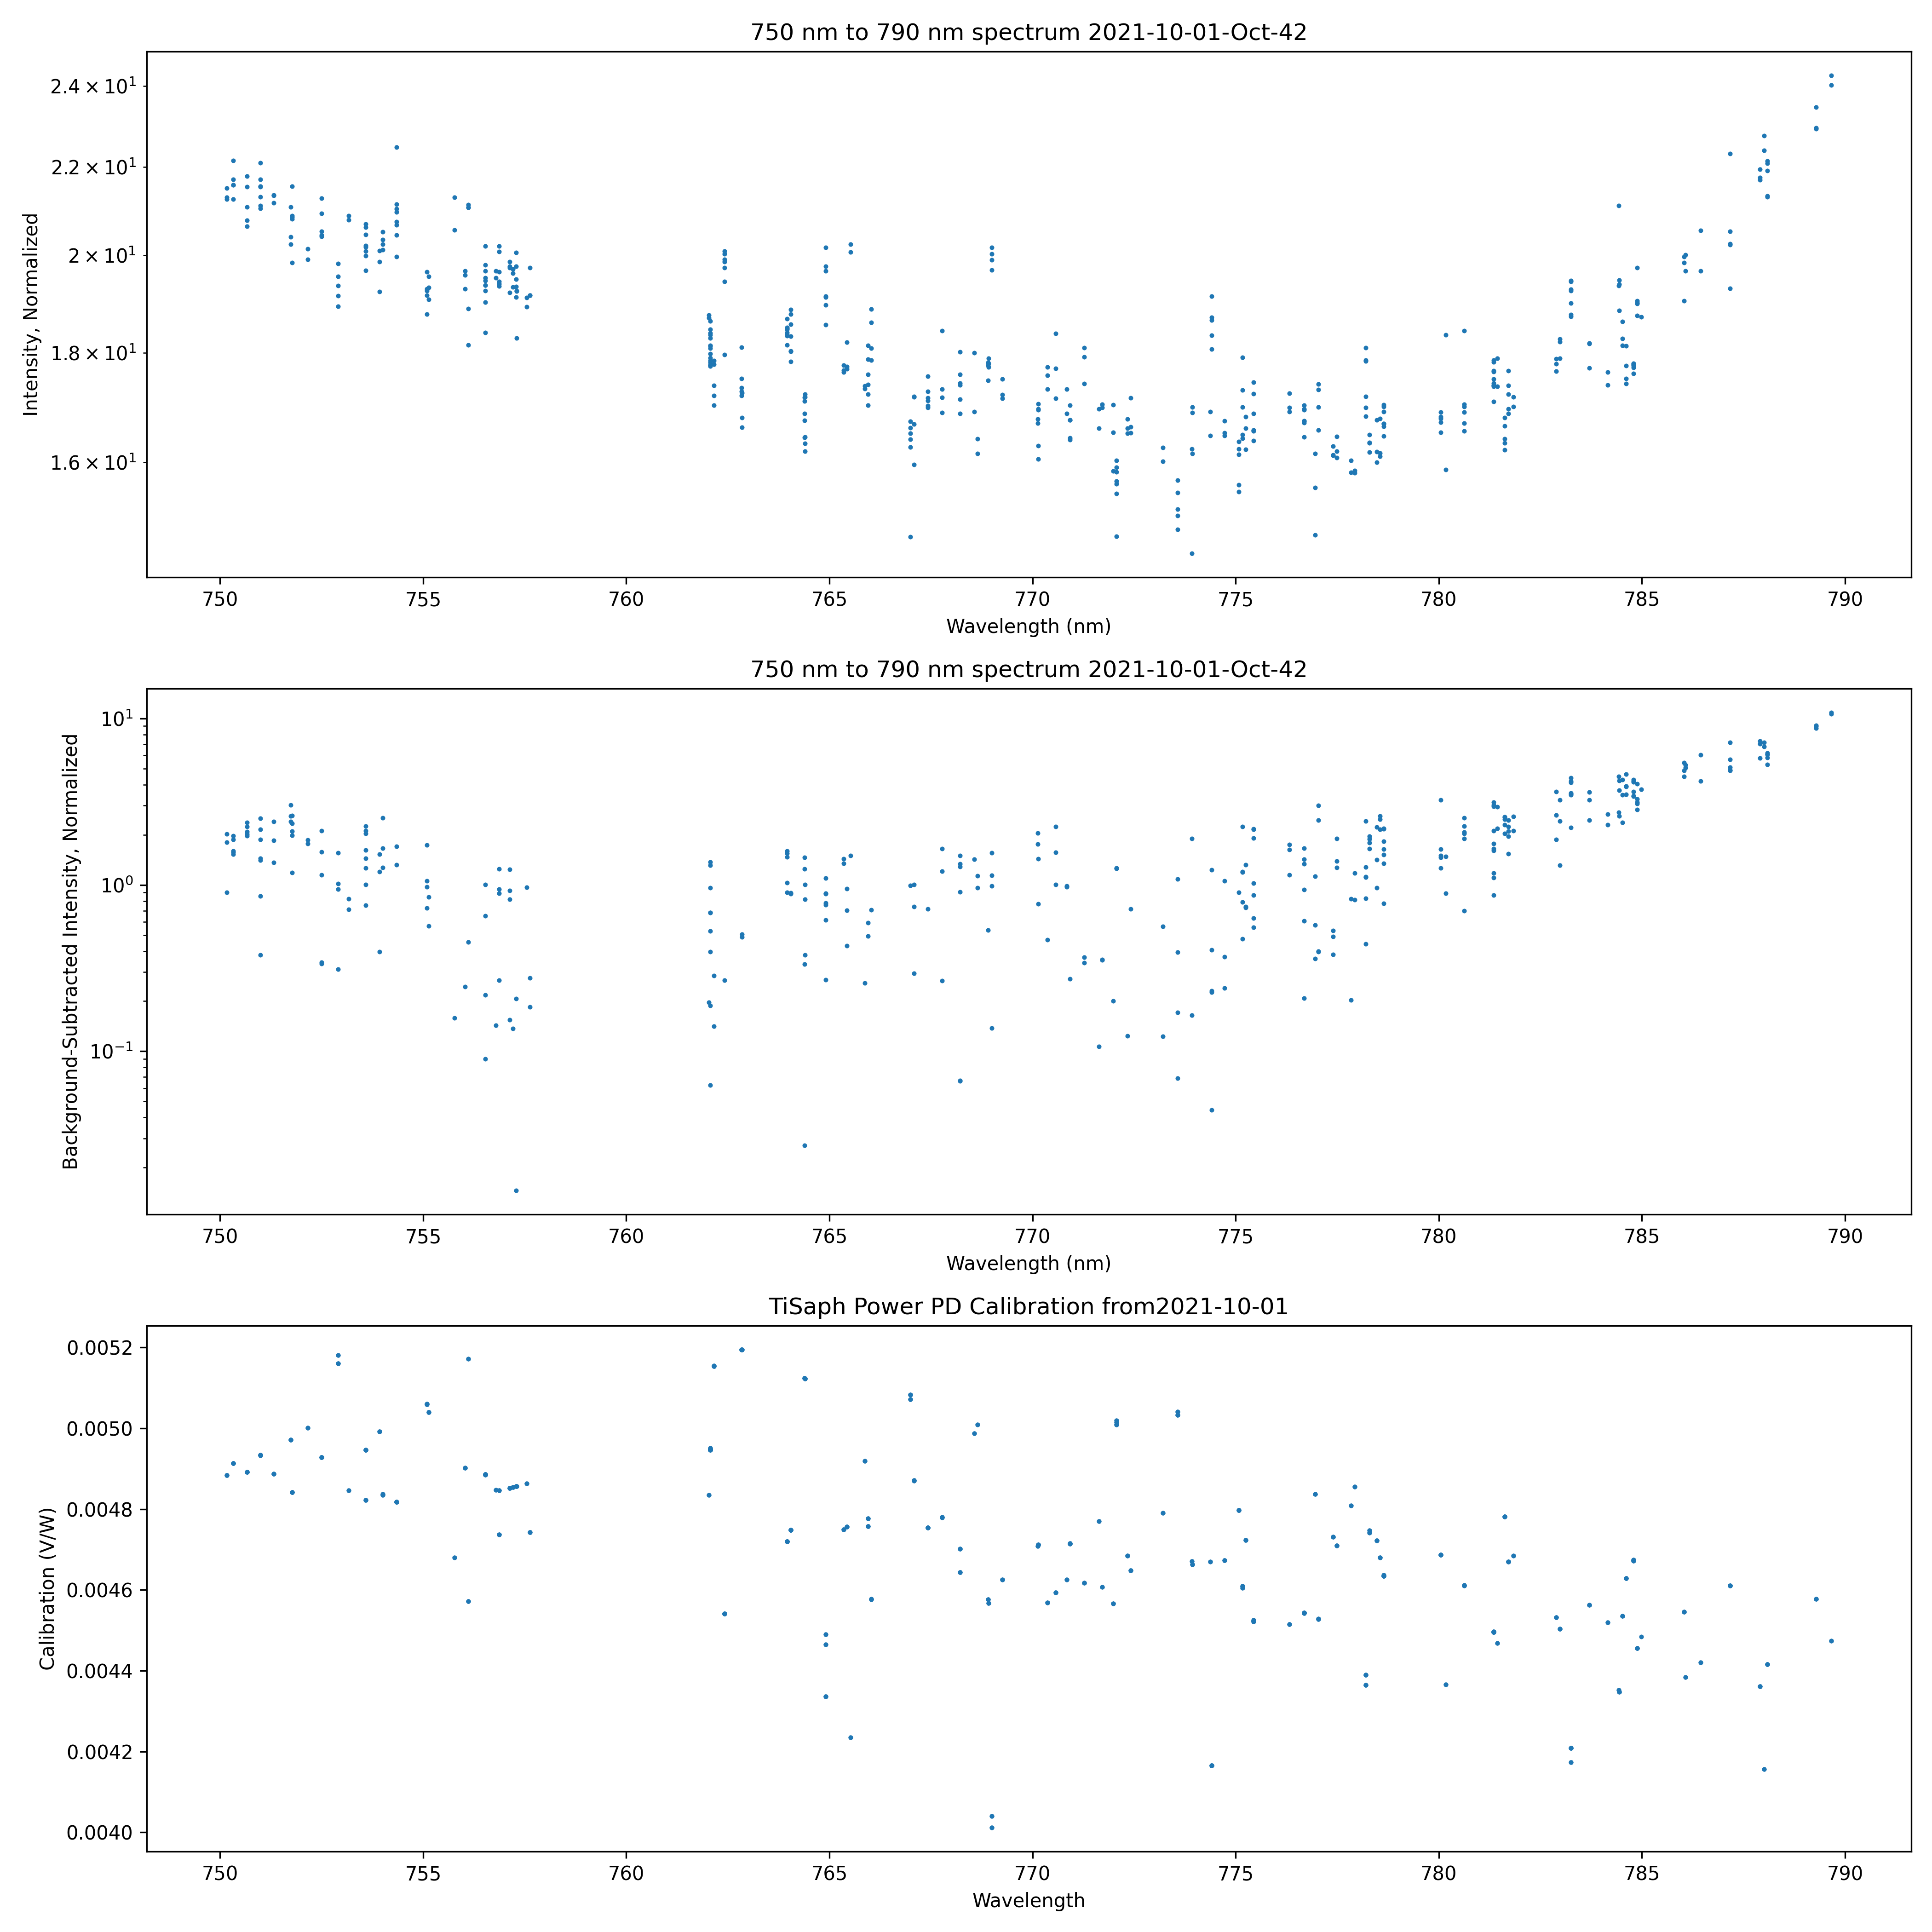 750 nm to 790 nm spectrum 2021-10-01-Oct-42
2.4 × 10¹
2.2 × 10¹
2 × 10¹
1.8 × 10¹
1.6 × 10¹
Intensity, Normalized
750 755 760 765 770 775 780 785 790
Wavelength (nm)
750 nm to 790 nm spectrum 2021-10-01-Oct-42
10¹
10⁰
10⁻¹
Background-Subtracted Intensity, Normalized
750 755 760 765 770 775 780 785 790
Wavelength (nm)
TiSaph Power PD Calibration from2021-10-01
0.0052
0.0050
0.0048
0.0046
0.0044
0.0042
0.0040
Calibration (V/W)
750 755 760 765 770 775 780 785 790
Wavelength